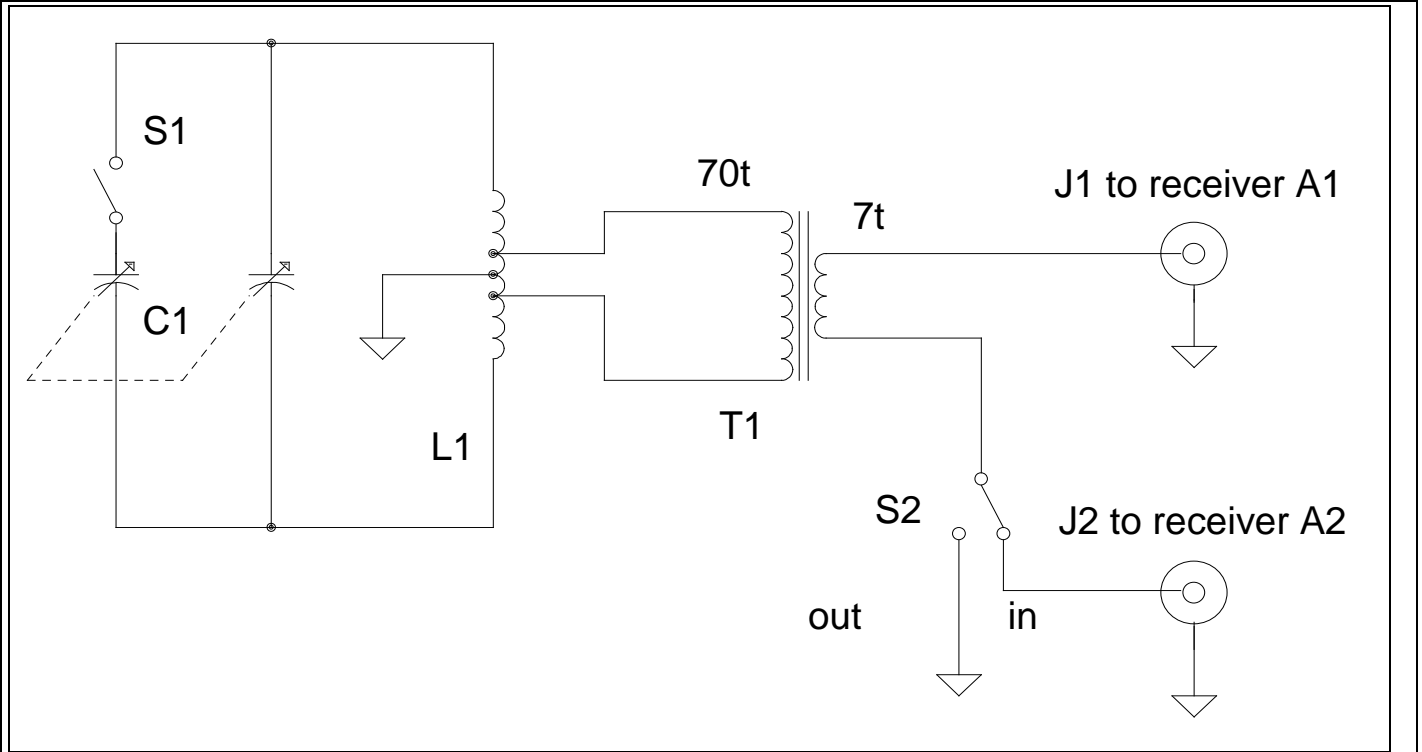 S1
70t
J1 to receiver A1
7t
C1
T1
L1
S2
J2 to receiver A2
out
in